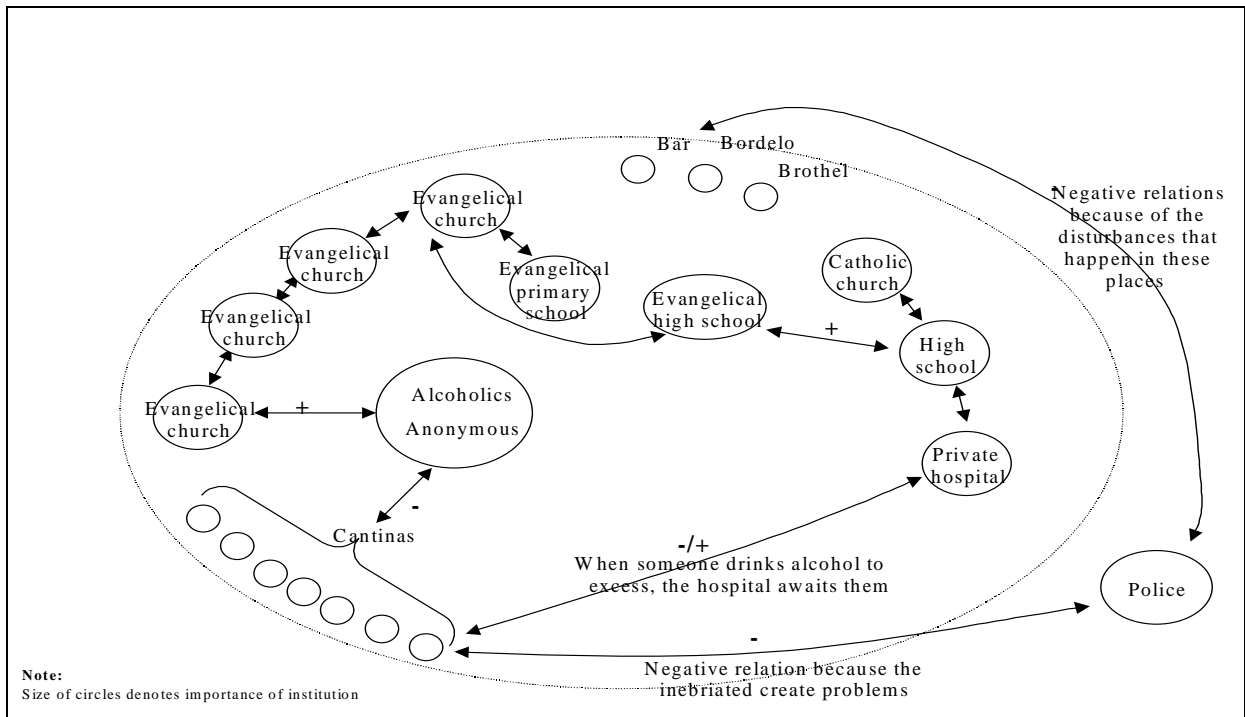 Bar
Bordelo
Brothel
-
Negative relations
because of the
disturbances that
happen in these
places
Evangelical
church
Evangelical
church
Evangelical
primary
school
Catholic
church
Evangelical
high school
Evangelical
church
+
High
school
Evangelical
church
+
Alcoholics
Anonymous
Private
hospital
-
Cantinas
-/+
When someone drinks alcohol to
excess, the hospital awaits them
Police
-
Negative relation because the
inebriated create problems
Note:
Size of circles denotes importance of institution